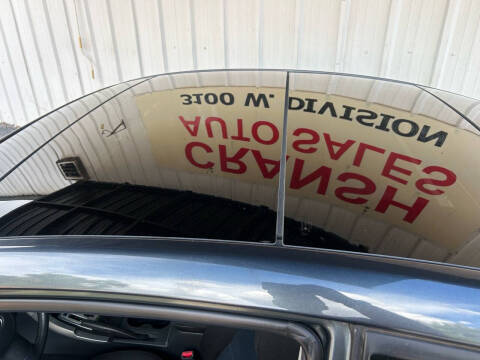 CRANSH
AUTO SALES
3100 W. DIVISION